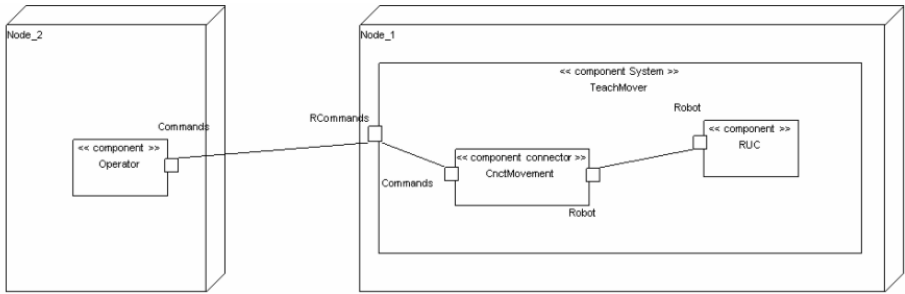 Node_2
Commands
<< component >>
Operator
Node_1
<< component System >>
TeachMover
RCommands
Robot
<< component >>
RUC
<< component connector >>
CnctMovement
Commands
Robot